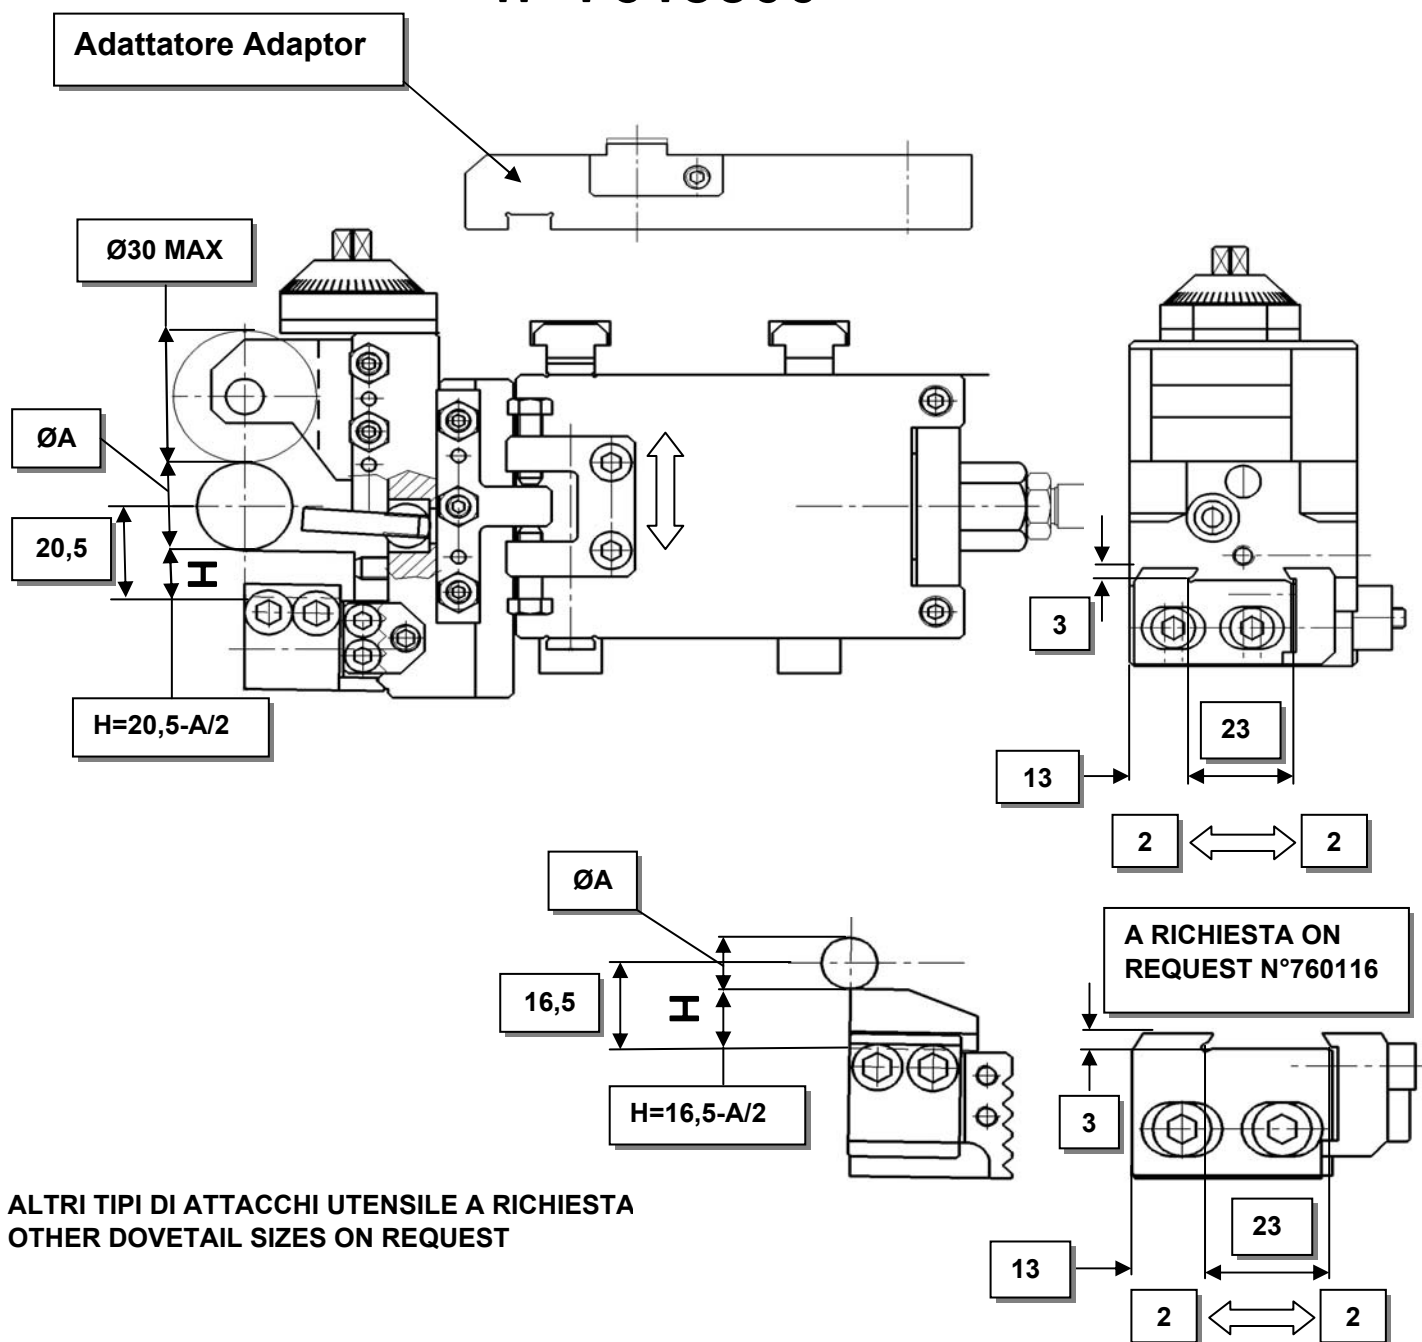 Adattatore Adaptor
Ø30 MAX
ØA
20,5
H
H=20,5-A/2
3
23
13
2
2
ØA
16,5
H
H=16,5-A/2
A RICHIESTA ON
REQUEST N°760116
3
23
13
2
2
ALTRI TIPI DI ATTACCHI UTENSILE A RICHIESTA
OTHER DOVETAIL SIZES ON REQUEST